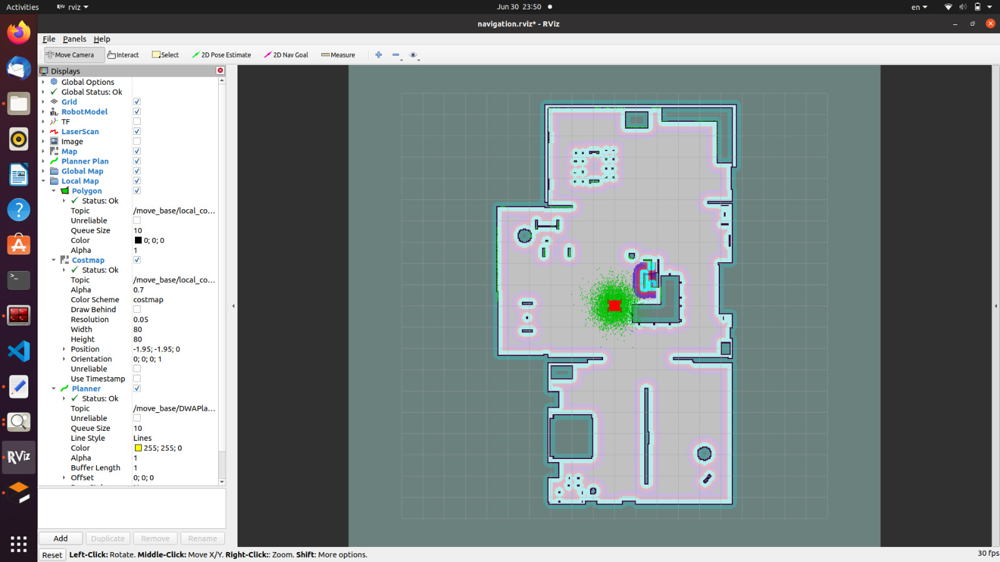 Activities
RViz rviz
Jun 30 23:50
en
navigation.rviz* - RViz
File Panels Help
Move Camera Interact Select 2D Pose Estimate 2D Nav Goal Measure
Displays
Global Options
Global Status: Ok
Grid
RobotModel
TF
LaserScan
Image
Map
Planner Plan
Global Map
Local Map
Polygon
Status: Ok
Topic /move_base/local_co...
Unreliable
Queue Size 10
Color 0; 0; 0
Alpha 1
Costmap
Status: Ok
Topic /move_base/local_co...
Alpha 0.7
Color Scheme costmap
Draw Behind
Resolution 0.05
Width 80
Height 80
Position -1.95; -1.95; 0
Orientation 0; 0; 0; 1
Unreliable
Use Timestamp
Planner
Status: Ok
Topic /move_base/DWAPla...
Unreliable
Queue Size 10
Line Style Lines
Color 255; 255; 0
Alpha 1
Buffer Length 1
Offset 0; 0; 0
RViz
Add Duplicate Remove Rename
Reset Left-Click: Rotate. Middle-Click: Move X/Y. Right-Click:: Zoom. Shift: More options.
30 fps